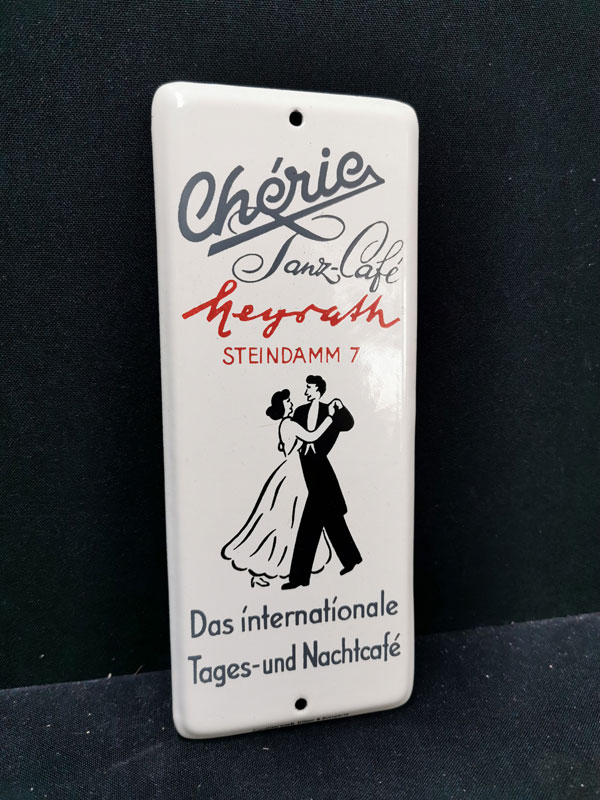 Chérie
Tanz-Café
Heyrath
STEINDAMM 7
Das internationale
Tages-und Nachtcafé